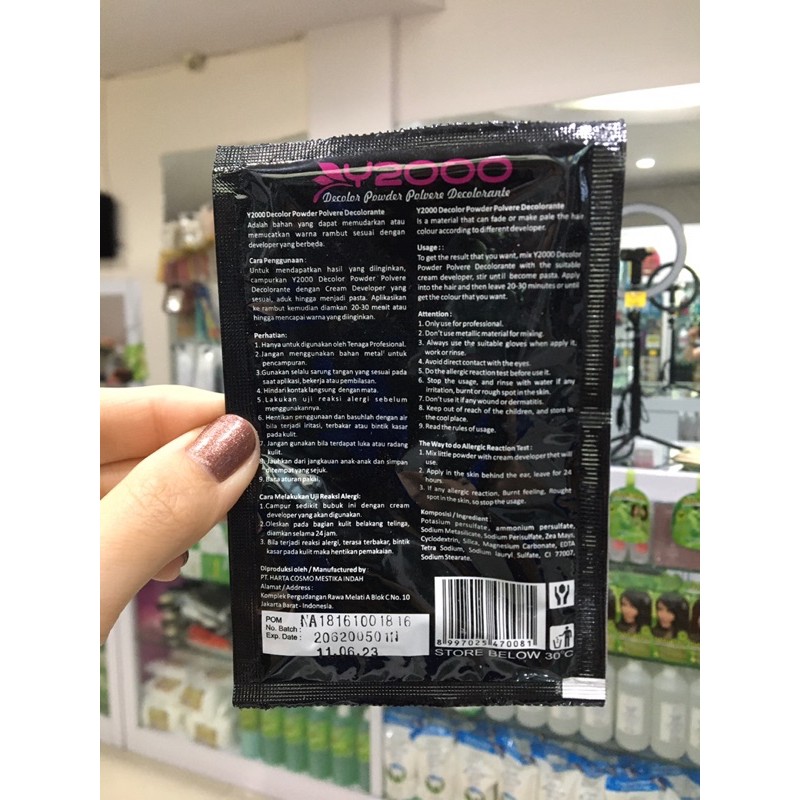 Y2000
Decolor Powder Polvere Decolorante
Y2000 Decolor Powder Polvere Decolorante
Adalah bahan yang dapat memudarkan atau
memucatkan warna rambut sesuai dengan
developer yang berbeda.
Cara Penggunaan :
Untuk mendapatkan hasil yang diinginkan,
campurkan Y2000 Decolor Powder Polvere
Decolorante dengan Cream Developer yang
sesuai, aduk hingga menjadi pasta. Aplikasikan
ke rambut kemudian diamkan 20-30 meait atau
hingga mencapai warna yang diinginkan.
Perhatian:
1. Hanya untuk digunakan oleh Tenaga Profesional.
2. Jangan menggunakan bahan metal untuk
pencampuran.
3.Gunakan selalu sarung tangan yang sesuai pada
saat aplikasi, bekerja atau pembilasan.
4. Hindari kontak langsung dengan mata.
5. Lakukan uji reaksi alergi sebelum
menggunakannya.
6. Hentikan penggunaan dan basuhlah dengan air
bila terjadi iritasi, terbakar atau bintik kasar
pada kulit.
7. Jangan gunakan bila terdapat luka atau radang
kulit.
8. Jauhkan dari jangkauan anak-anak dan simpan
ditempat yang sejuk.
9. Baca aturan pakai.
Cara Melakukan Uji Reaksi Alergi:
1.Campur sedikit bubuk ini dengan cream
developer yang akan digunakan.
2.Oleskan pada bagian kulit belakang telinga,
diamkan selama 24 jam.
3. Bila terjadi reaksi alergi, terasa terbakar, bintik
kasar pada kulit maka hentikan pemakaian.
Diproduksi oleh / Manufactured by :
PT. HARTA COSMO MESTIKA INDAH
Alamat / Address :
Komplek Pergudangan Rawa Melati A Blok C No. 10
Jakarta Barat - Indonesia.
POM NA18161001816
No. Batch : 20620050 IN
Exp. Date : 11.06.23
Y2000 Decolor Powder Polvere Decolorante
Is a material that can fade or make pale the hair
colour according to different developer.
Usage : :
To get the result that you want, mix Y2000 Decolor
Powder Polvere Decolorante with the suitable
cream developer, stir until become pasta. Apply
into the hair and then leave 20-30 minutes or until
get the colour that you want.
Attention :
1. Only use for professional.
2. Don't use metallic material for mixing.
3. Always use the suitable gloves when apply it,
work or rinse.
4. Avoid direct contact with the eyes.
5. Do the allergic reaction test before use it.
6. Stop the usage, and rinse with water if any
irritation, burnt or rough spot in the skin.
7. Don't use it if any wound or dermatitis.
8. Keep out of reach of the children, and store in
the cool place.
9. Read the rules of usage.
The Way to do Allergic Reaction Test :
1. Mix little powder with cream developer that will
use.
2. Apply in the skin behind the ear, leave for 24
hours.
3. If any allergic reaction, Burnt feeling, Rought
spot in the skin, so stop the usage.
Komposisi / Ingredient :
Potasium persulfate, ammonium persulfate,
Sodium Metasilicate, Sodium Perisulfate, Zea Mays,
Cyclodextrin, Silica, Magnesium Carbonate, EDTA
Tetra Sodium, Sodium lauryl, Sulfate, CI 77007,
Sodium Stearate.
8 997025 470081
STORE BELOW 30°C